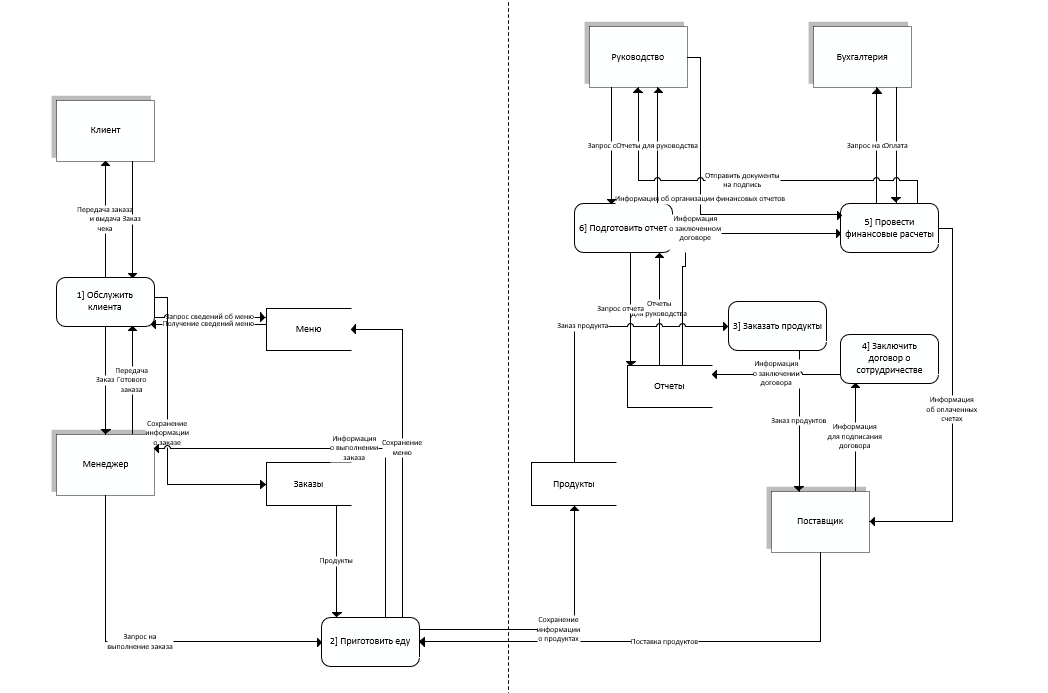 Руководство
Бухгалтерия
Клиент
Запрос о
Отчеты для руководства
Запрос на
Оплата
Отправить документы
на подпись
Информация об организации финансовых отчетов
Передача заказа
и выдача
чека
Заказ
6] Подготовить отчет
Информация
о заключенном
договоре
5] Провести
финансовые расчеты
1] Обслужить
клиента
Запрос сведений об меню
Получение сведений меню
Меню
Запрос отчета
Отчеты
для руководства
Заказ продукта
3] Заказать продукты
4] Заключить
договор о
сотрудничестве
Заказ
Передача
Готового
заказа
Информация
о заключении
договора
Отчеты
Информация
об оплаченных
счетах
Сохранение
информации
о заказе
Информация
о выполнении
заказа
Сохранение
меню
Заказ продуктов
Информация
для подписания
договора
Менеджер
Заказы
Продукты
Поставщик
Продукты
Запрос на
выполнение заказа
2] Приготовить еду
Сохранение
информации
о продуктах
Поставка продуктов